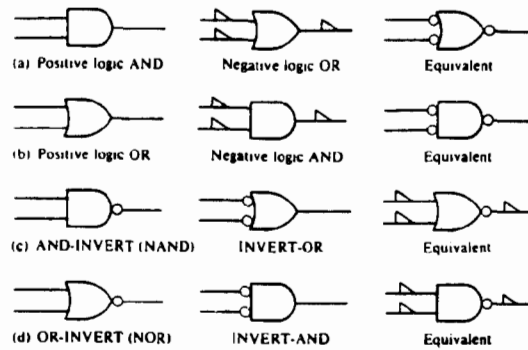 (a) Positive logic AND Negative logic OR Equivalent
(b) Positive logic OR Negative logic AND Equivalent
(c) AND-INVERT (NAND) INVERT-OR Equivalent
(d) OR-INVERT (NOR) INVERT-AND Equivalent